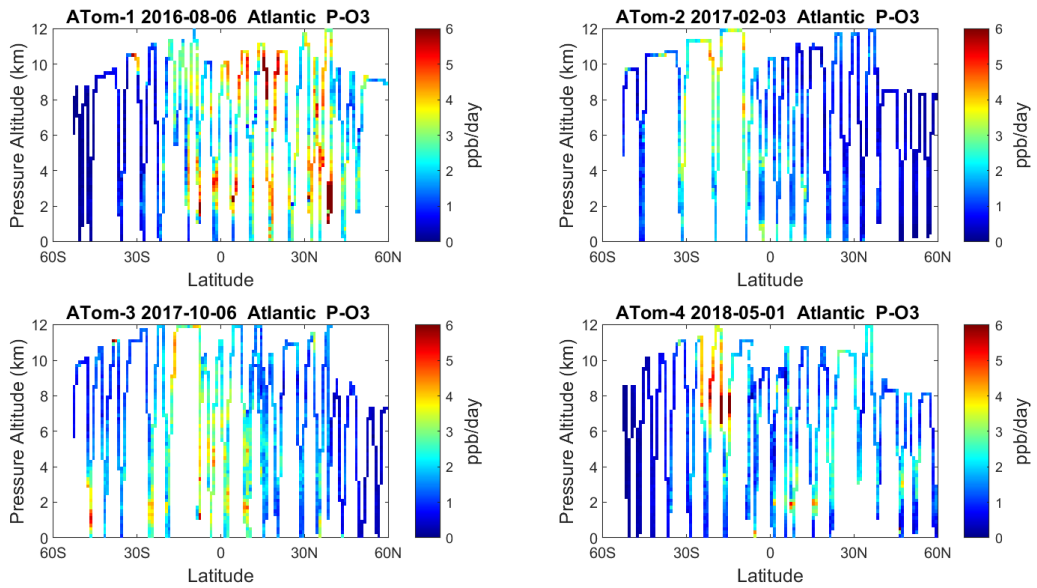 ATom-1 2016-08-06 Atlantic P-O3
12
10
8
6
4
2
0
Pressure Altitude (km)
60S 30S 0 30N 60N
Latitude
6
5
4
3
2
1
0
ppb/day
ATom-2 2017-02-03 Atlantic P-O3
12
10
8
6
4
2
0
Pressure Altitude (km)
60S 30S 0 30N 60N
Latitude
6
5
4
3
2
1
0
ppb/day
ATom-3 2017-10-06 Atlantic P-O3
12
10
8
6
4
2
0
Pressure Altitude (km)
60S 30S 0 30N 60N
Latitude
6
5
4
3
2
1
0
ppb/day
ATom-4 2018-05-01 Atlantic P-O3
12
10
8
6
4
2
0
Pressure Altitude (km)
60S 30S 0 30N 60N
Latitude
6
5
4
3
2
1
0
ppb/day